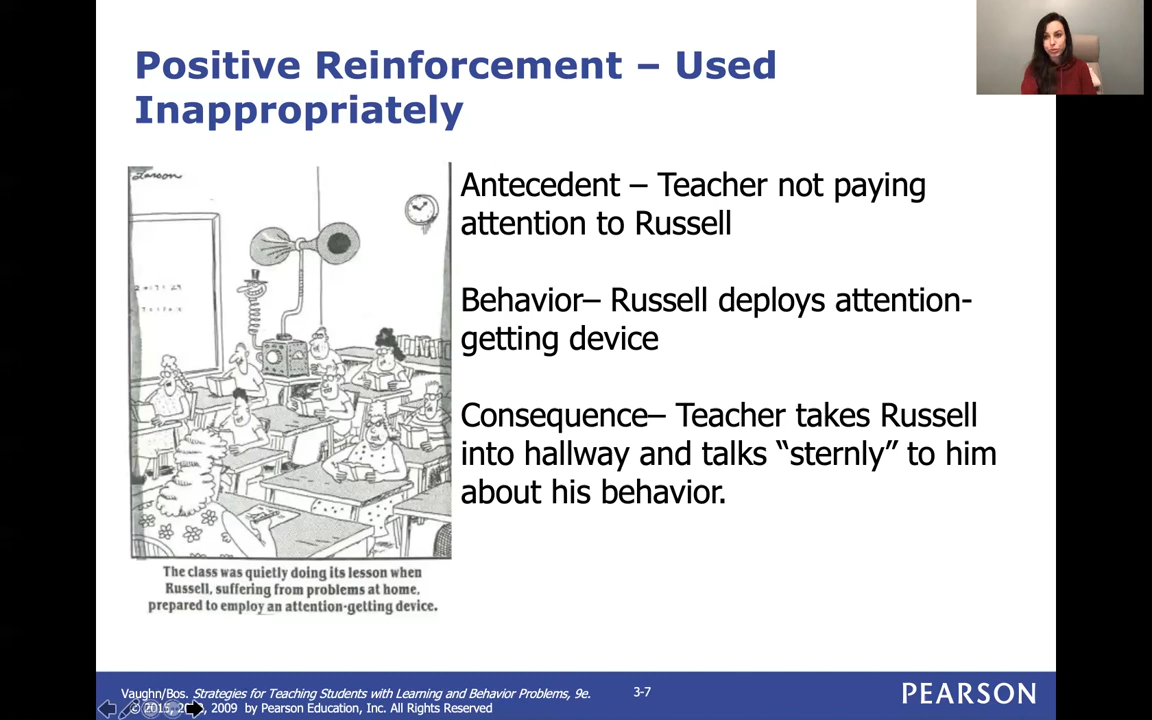 Positive Reinforcement – Used
Inappropriately
Larson
Antecedent – Teacher not paying
attention to Russell
Behavior– Russell deploys attention-
getting device
Consequence– Teacher takes Russell
into hallway and talks “sternly” to him
about his behavior.
The class was quietly doing its lesson when
Russell, suffering from problems at home,
prepared to employ an attention-getting device.
Vaughn/Bos. Strategies for Teaching Students with Learning and Behavior Problems, 9e.
© 2015, 2009 by Pearson Education, Inc. All Rights Reserved
3-7
PEARSON